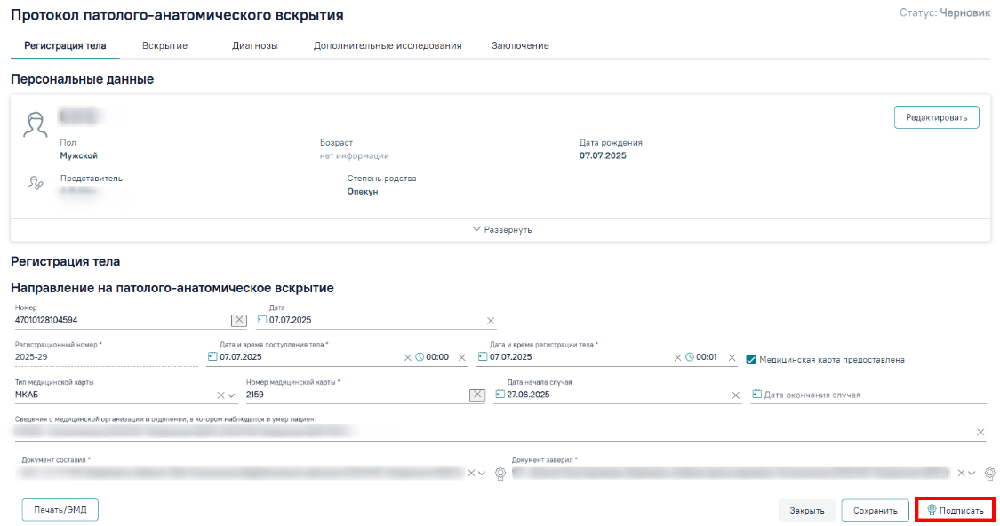 Протокол патолого-анатомического вскрытия
Статус: Черновик
Регистрация тела Вскрытие Диагнозы Дополнительные исследования Заключение
Персональные данные
Редактировать
Пол Возраст Дата рождения
Мужской нет информации 07.07.2025
Представитель Степень родства
Опекун
Развернуть
Регистрация тела
Направление на патолого-анатомическое вскрытие
Номер Дата
47010128104594 07.07.2025
Регистрационный номер * Дата и время поступления тела * Дата и время регистрации тела *
2025-29 07.07.2025 00:00 07.07.2025 00:01 Медицинская карта предоставлена
Тип медицинской карты Номер медицинской карты * Дата начала случая
МКАБ 2159 27.06.2025 Дата окончания случая
Сведения о медицинской организации и отделении, в котором наблюдался и умер пациент
Документ составил * Документ заверил *
Печать/ЭМД Закрыть Сохранить Подписать